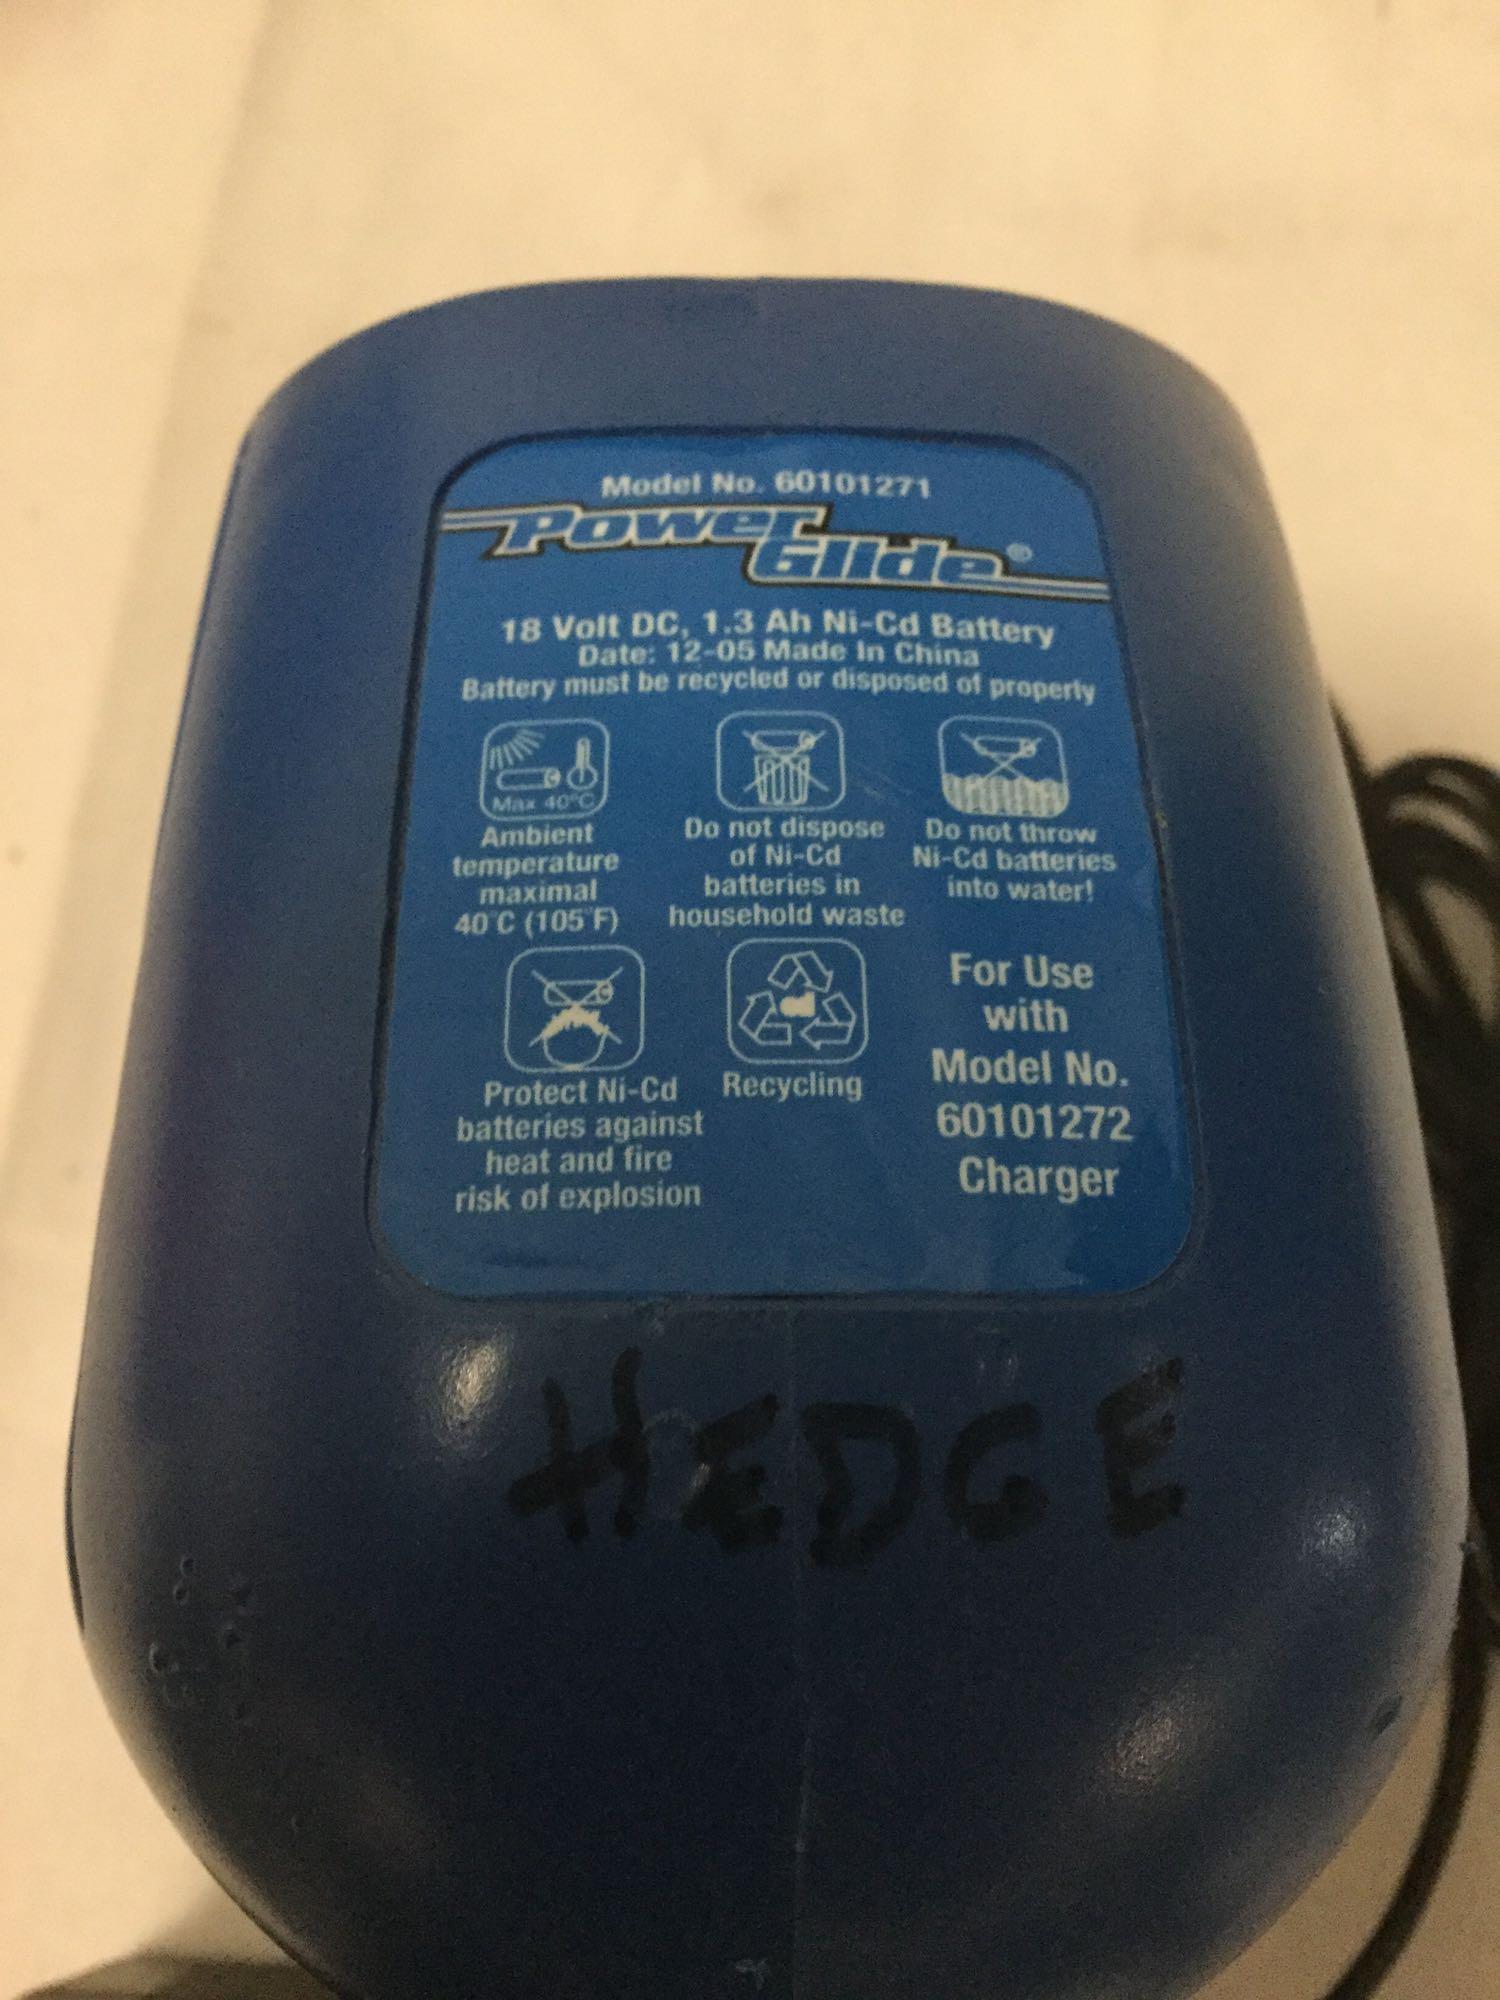 Model No. 60101271
Power
Glide®
18 Volt DC, 1.3 Ah Ni-Cd Battery
Date: 12-05 Made In China
Battery must be recycled or disposed of properly
Max 40°C
Ambient
temperature
maximal
40°C (105°F)
Do not dispose
of Ni-Cd
batteries in
household waste
Do not throw
Ni-Cd batteries
into water!
Protect Ni-Cd
batteries against
heat and fire
risk of explosion
Recycling
For Use
with
Model No.
60101272
Charger
HEDGE